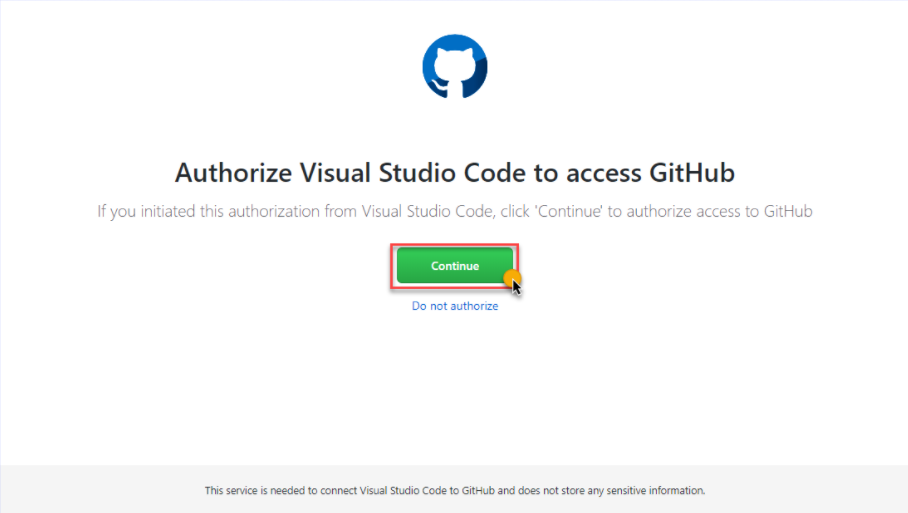 Authorize Visual Studio Code to access GitHub
If you initiated this authorization from Visual Studio Code, click 'Continue' to authorize access to GitHub
Continue
Do not authorize
This service is needed to connect Visual Studio Code to GitHub and does not store any sensitive information.